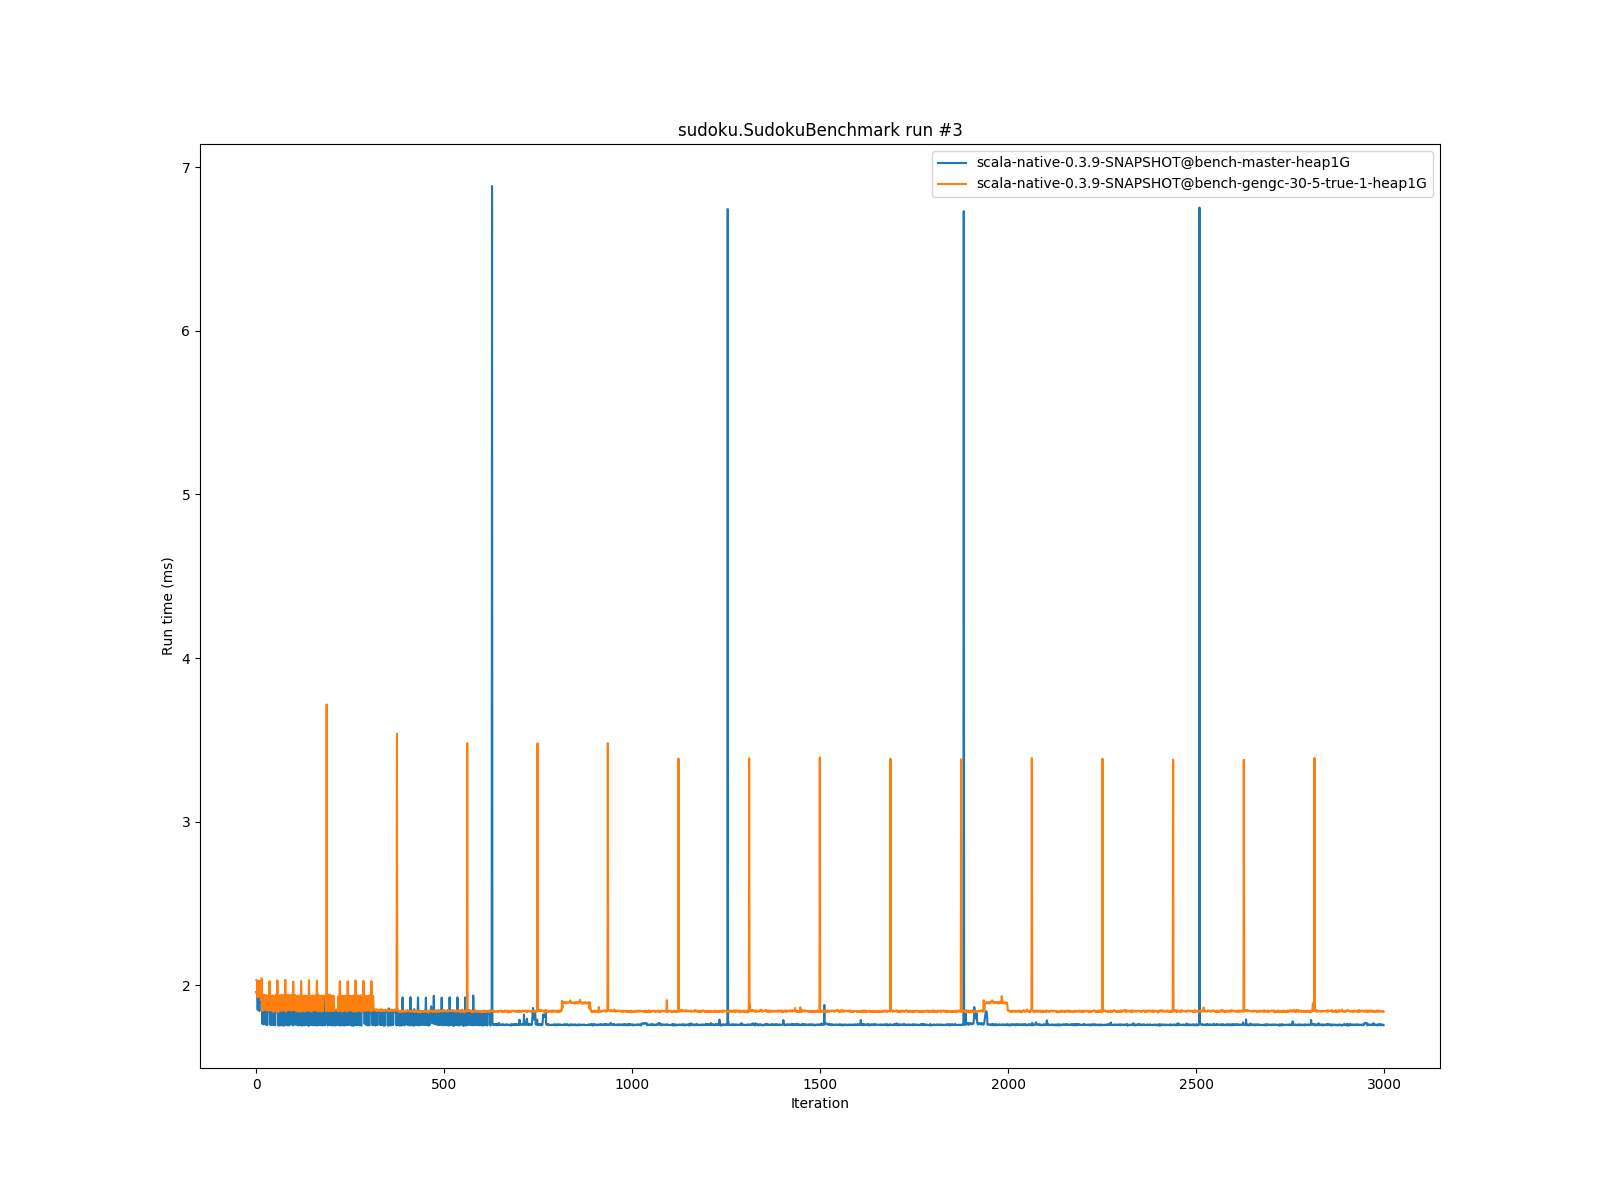 sudoku.SudokuBenchmark run #3
scala-native-0.3.9-SNAPSHOT@bench-master-heap1G
scala-native-0.3.9-SNAPSHOT@bench-gengc-30-5-true-1-heap1G
7
6
5
4
3
2
Run time (ms)
0
500
1000
1500
2000
2500
3000
Iteration